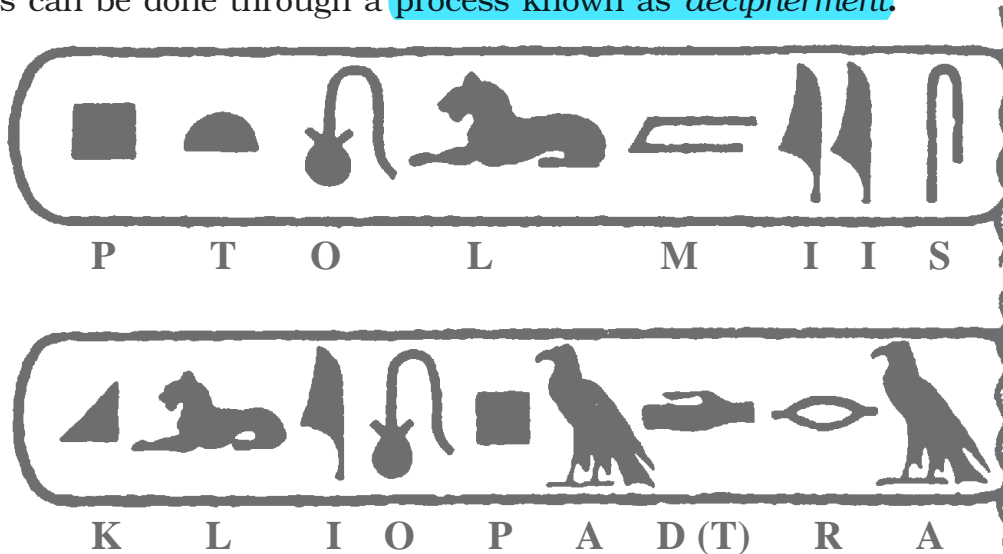 s can be done through a process known as decipherment.
P T O L M I I S
K L I O P A D (T) R A